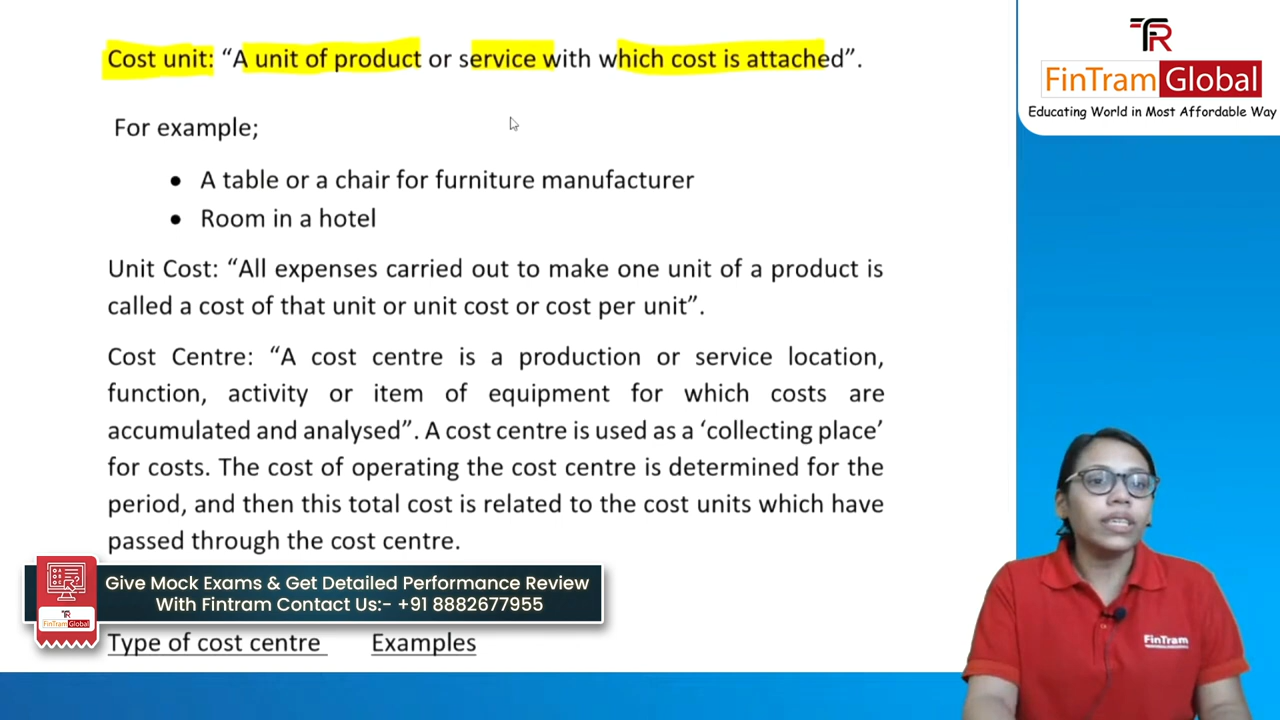 Cost unit: “A unit of product or service with which cost is attached”.
For example;
• A table or a chair for furniture manufacturer
• Room in a hotel
Unit Cost: “All expenses carried out to make one unit of a product is
called a cost of that unit or unit cost or cost per unit”.
Cost Centre: “A cost centre is a production or service location,
function, activity or item of equipment for which costs are
accumulated and analysed”. A cost centre is used as a ‘collecting place’
for costs. The cost of operating the cost centre is determined for the
period, and then this total cost is related to the cost units which have
passed through the cost centre.
Type of cost centre Examples
FinTram Global
Educating World in Most Affordable Way
Give Mock Exams & Get Detailed Performance Review
With Fintram Contact Us:- +91 8882677955
FinTram Global
FinTram